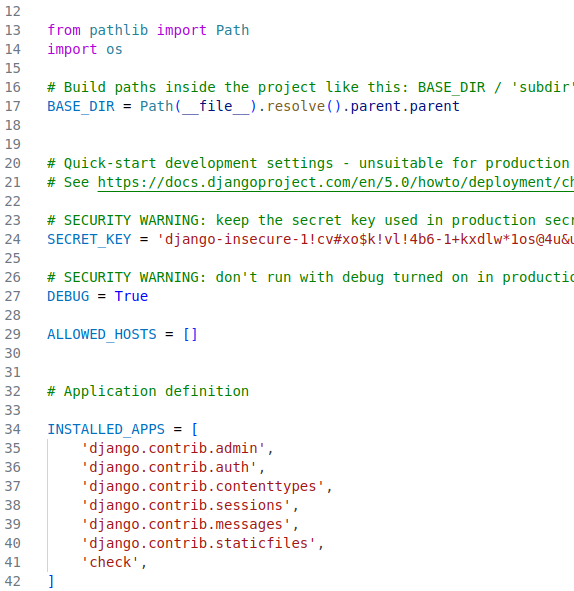 12
13 from pathlib import Path
14 import os
15
16 # Build paths inside the project like this: BASE_DIR / 'subdir'
17 BASE_DIR = Path(__file__).resolve().parent.parent
18
19
20 # Quick-start development settings - unsuitable for production
21 # See https://docs.djangoproject.com/en/5.0/howto/deployment/ch
22
23 # SECURITY WARNING: keep the secret key used in production secr
24 SECRET_KEY = 'django-insecure-1!cv#xo$k!vl!4b6-1+kxdlw*1os@4u&u
25
26 # SECURITY WARNING: don't run with debug turned on in productio
27 DEBUG = True
28
29 ALLOWED_HOSTS = []
30
31
32 # Application definition
33
34 INSTALLED_APPS = [
35     'django.contrib.admin',
36     'django.contrib.auth',
37     'django.contrib.contenttypes',
38     'django.contrib.sessions',
39     'django.contrib.messages',
40     'django.contrib.staticfiles',
41     'check',
42 ]